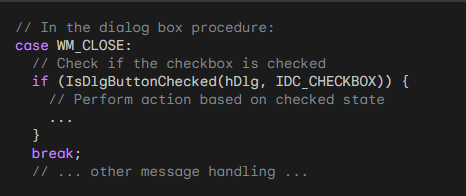 // In the dialog box procedure:
case WM_CLOSE:
// Check if the checkbox is checked
if (IsDlgButtonChecked(hDlg, IDC_CHECKBOX)) {
// Perform action based on checked state
...
}
break;
// ... other message handling ...